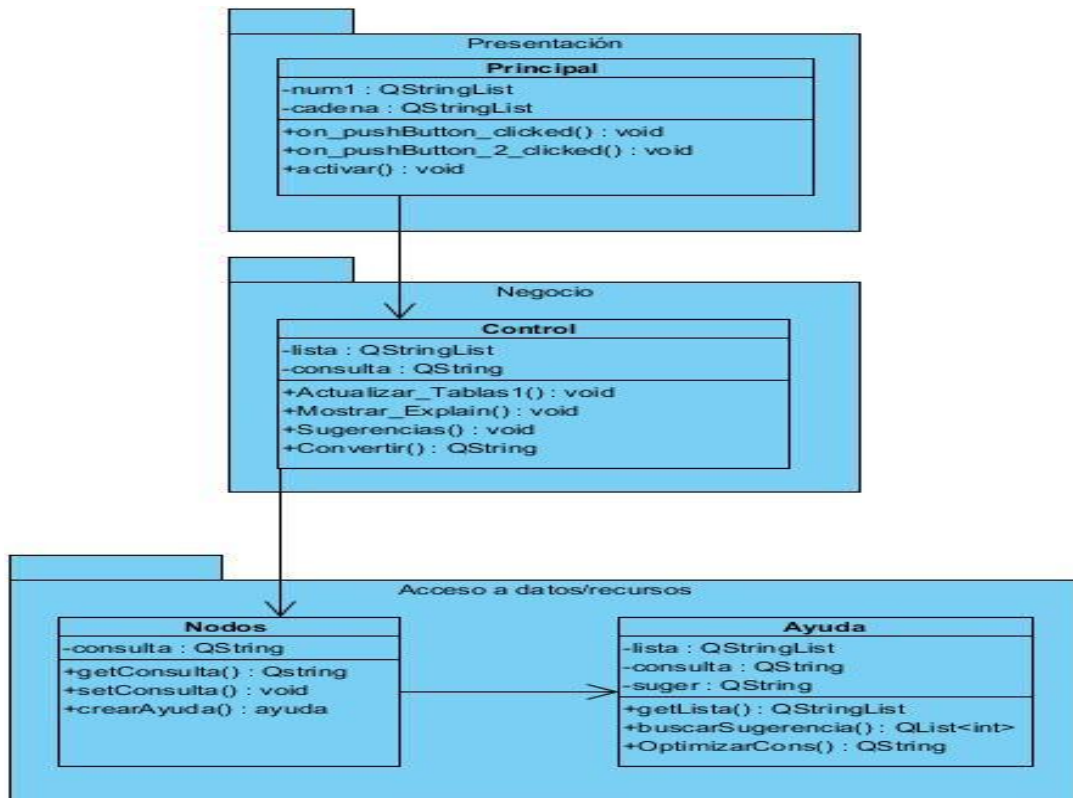 Presentación
Principal
-num1 : QStringList
-cadena : QStringList
+on_pushButton_clicked() : void
+on_pushButton_2_clicked() : void
+activar() : void
Negocio
Control
-lista : QStringList
-consulta : QString
+Actualizar_Tablas1() : void
+Mostrar_Explain() : void
+Sugerencias() : void
+Convertir() : QString
Acceso a datos/recursos
Nodos
-consulta : QString
+getConsulta() : Qstring
+setConsulta() : void
+crearAyuda() : ayuda
Ayuda
-lista : QStringList
-consulta : QString
-suger : QString
+getLista() : QStringList
+buscarSugerencia() : QList<int>
+OptimizarCons() : QString